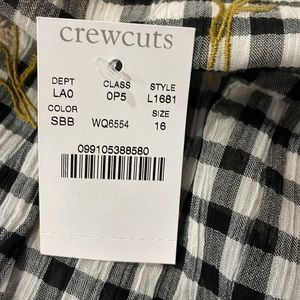 crewcuts
DEPT CLASS STYLE
LA0 0P5 L1681
COLOR SIZE
SBB WQ6554 16
099105388580